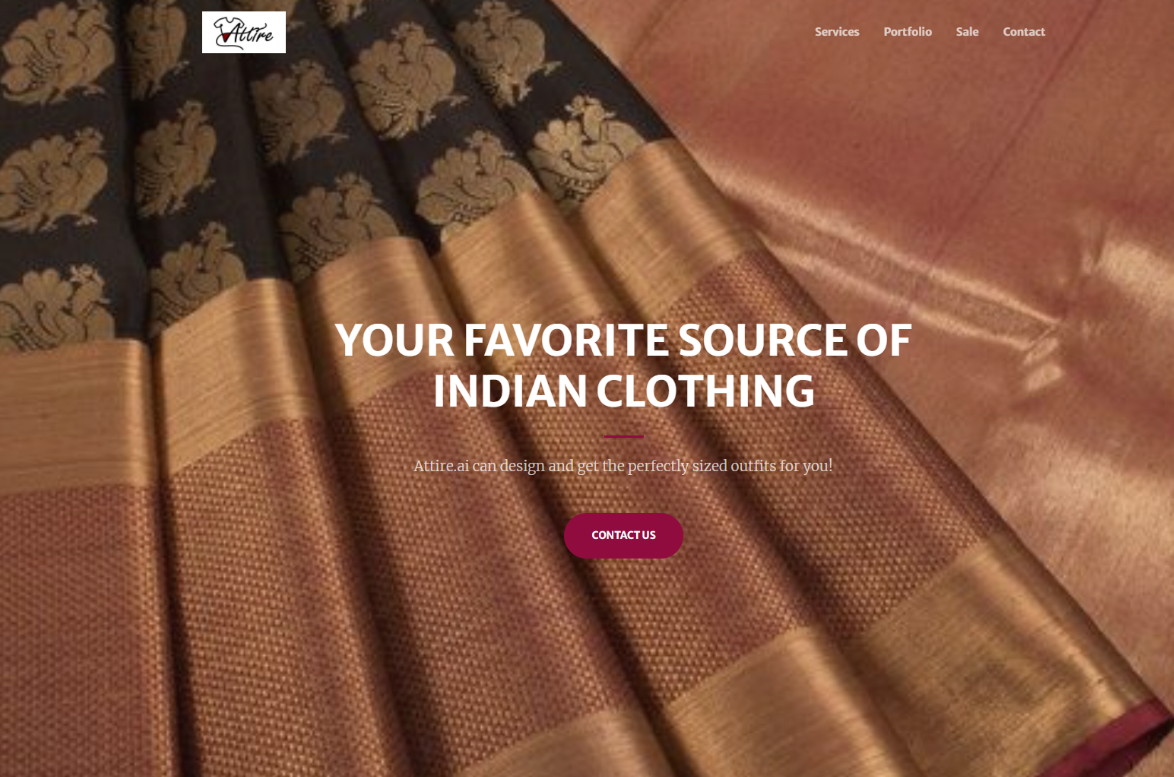 Attire
Services
Portfolio
Sale
Contact
YOUR FAVORITE SOURCE OF
INDIAN CLOTHING
Attire.ai can design and get the perfectly sized outfits for you!
CONTACT US